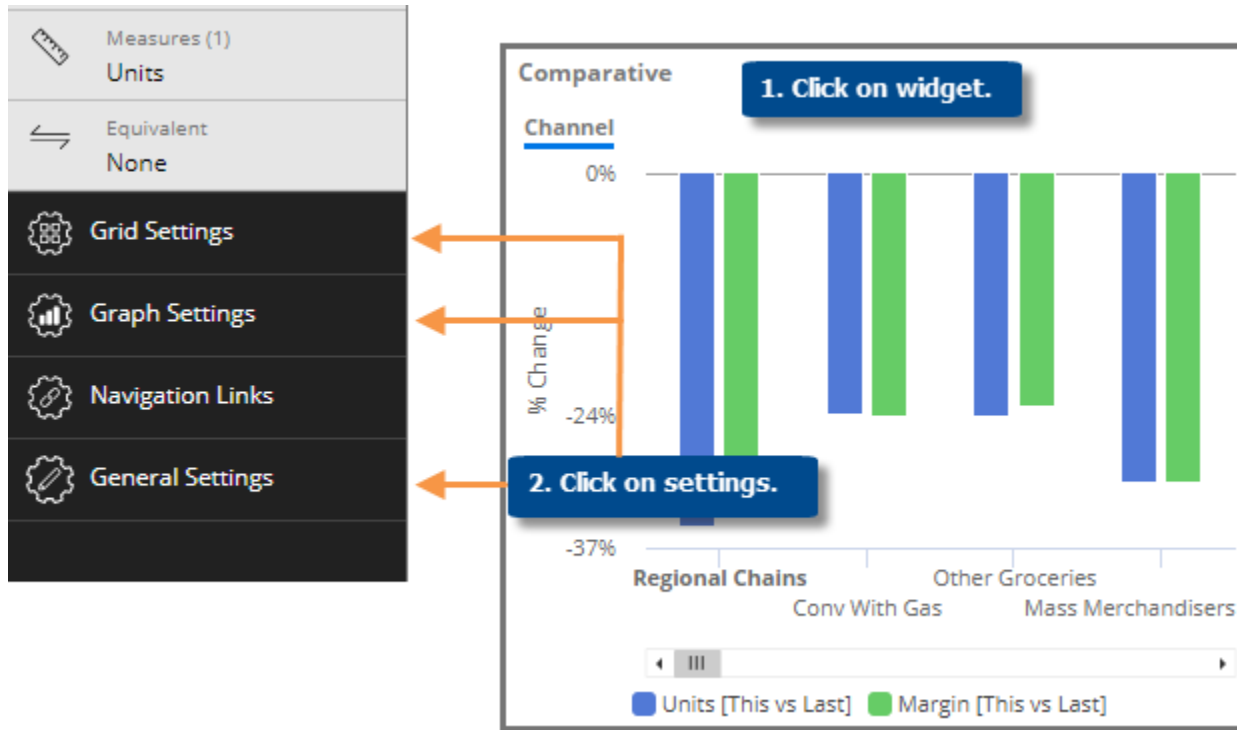 Measures (1)
Units
Equivalent
None
Grid Settings
Graph Settings
Navigation Links
General Settings
Comparative
1. Click on widget.
Channel
0%
% Change
-24%
2. Click on settings.
-37%
Regional Chains
Other Groceries
Conv With Gas
Mass Merchandisers
Units [This vs Last]
Margin [This vs Last]